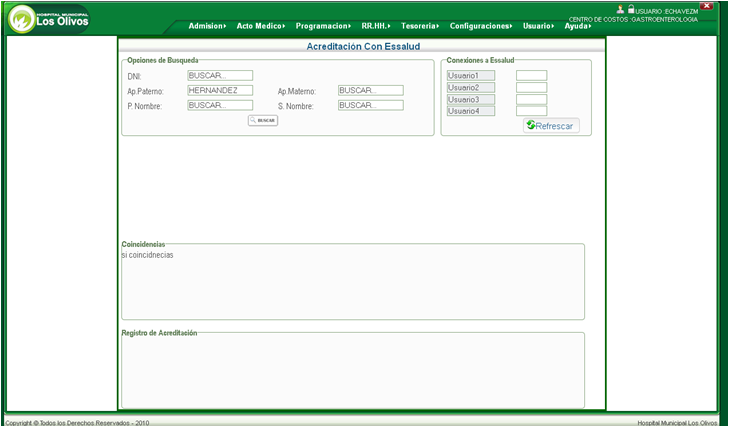 HOSPITAL MUNICIPAL
Los Olivos
USUARIO :ECHAVEZM
CENTRO DE COSTOS :GASTROENTEROLOGIA
Admision Acto Medico Programacion RR.HH. Tesoreria Configuraciones Usuario Ayuda
Acreditación Con Essalud
Opciones de Busqueda
DNI: BUSCAR...
Ap.Paterno: HERNANDEZ Ap.Materno: BUSCAR...
P. Nombre: BUSCAR... S. Nombre: BUSCAR...
BUSCAR
Conexiones a Essalud
Usuario1
Usuario2
Usuario3
Usuario4
Refrescar
Coinsidencias
si coincidnecias
Registro de Acreditación
Copyright © Todos los Derechos Reservados - 2010
Hospital Municipal Los Olivos